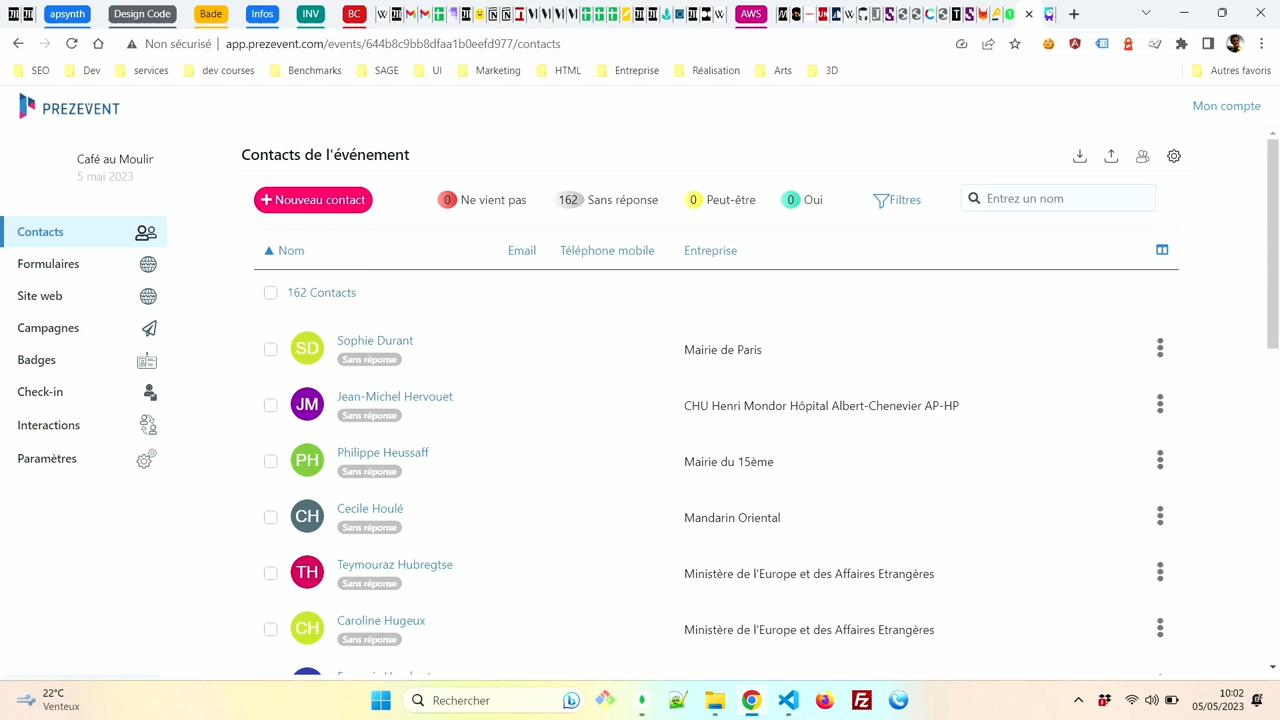 apsynth
Design Code
Bade
Infos
INV
BC
AWS
Non sécurisé
app.prezevent.com/events/644b8c9bb8dfaa1b0eefd977/contacts
SEO
Dev
services
dev courses
Benchmarks
SAGE
UI
Marketing
HTML
Entreprise
Réalisation
Arts
3D
Autres favoris
PREZEVENT
Mon compte
Café au Moulir
5 mai 2023
Contacts
Formulaires
Site web
Campagnes
Badges
Check-in
Interactions
Paramètres
Contacts de l'événement
+ Nouveau contact
0 Ne vient pas
162 Sans réponse
0 Peut-être
0 Oui
Filtres
Entrez un nom
Nom Email Téléphone mobile Entreprise
162 Contacts
SD Sophie Durant
Sans réponse
Mairie de Paris
JM Jean-Michel Hervouet
Sans réponse
CHU Henri Mondor Hôpital Albert-Chenevier AP-HP
PH Philippe Heussaff
Sans réponse
Mairie du 15ème
CH Cecile Houlé
Sans réponse
Mandarin Oriental
TH Teymouraz Hubregtse
Sans réponse
Ministère de l'Europe et des Affaires Etrangères
CH Caroline Hugeux
Sans réponse
Ministère de l'Europe et des Affaires Etrangères
22°C
Venteux
Rechercher
10:02
05/05/2023